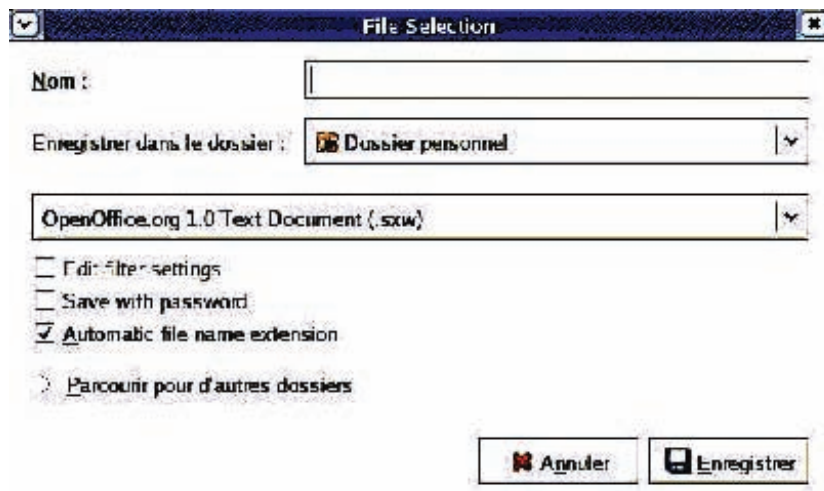 File Selection
Nom :
Enregistrer dans le dossier :
Dossier personnel
OpenOffice.org 1.0 Text Document (.sxw)
Edit filter settings
Save with password
Automatic file name extension
Parcourir pour d'autres dossiers
Annuler
Enregistrer